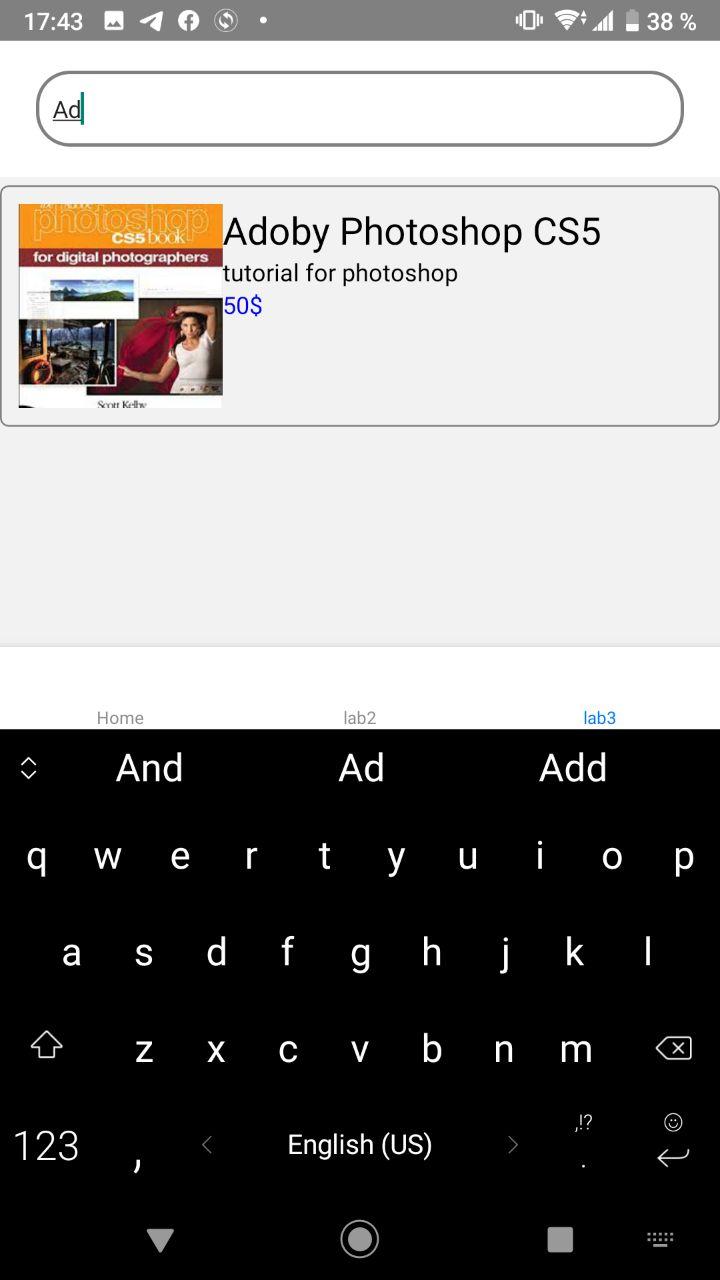 17:43 38 %
Ad
photoshop
CS5 book
for digital photographers
Scott Kelby
Adoby Photoshop CS5
tutorial for photoshop
50$
Home lab2 lab3
And Ad Add
q w e r t y u i o p
a s d f g h j k l
z x c v b n m
123 , English (US) ,!? .